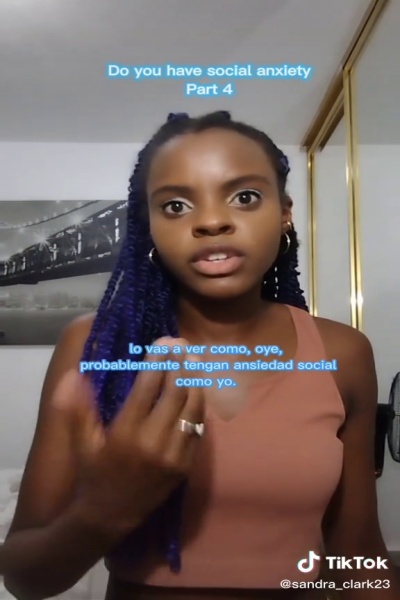 Do you have social anxiety
Part 4
lo vas a ver como, oye,
probablemente tengan ansiedad social
como yo.
TikTok
@sandra_clark23